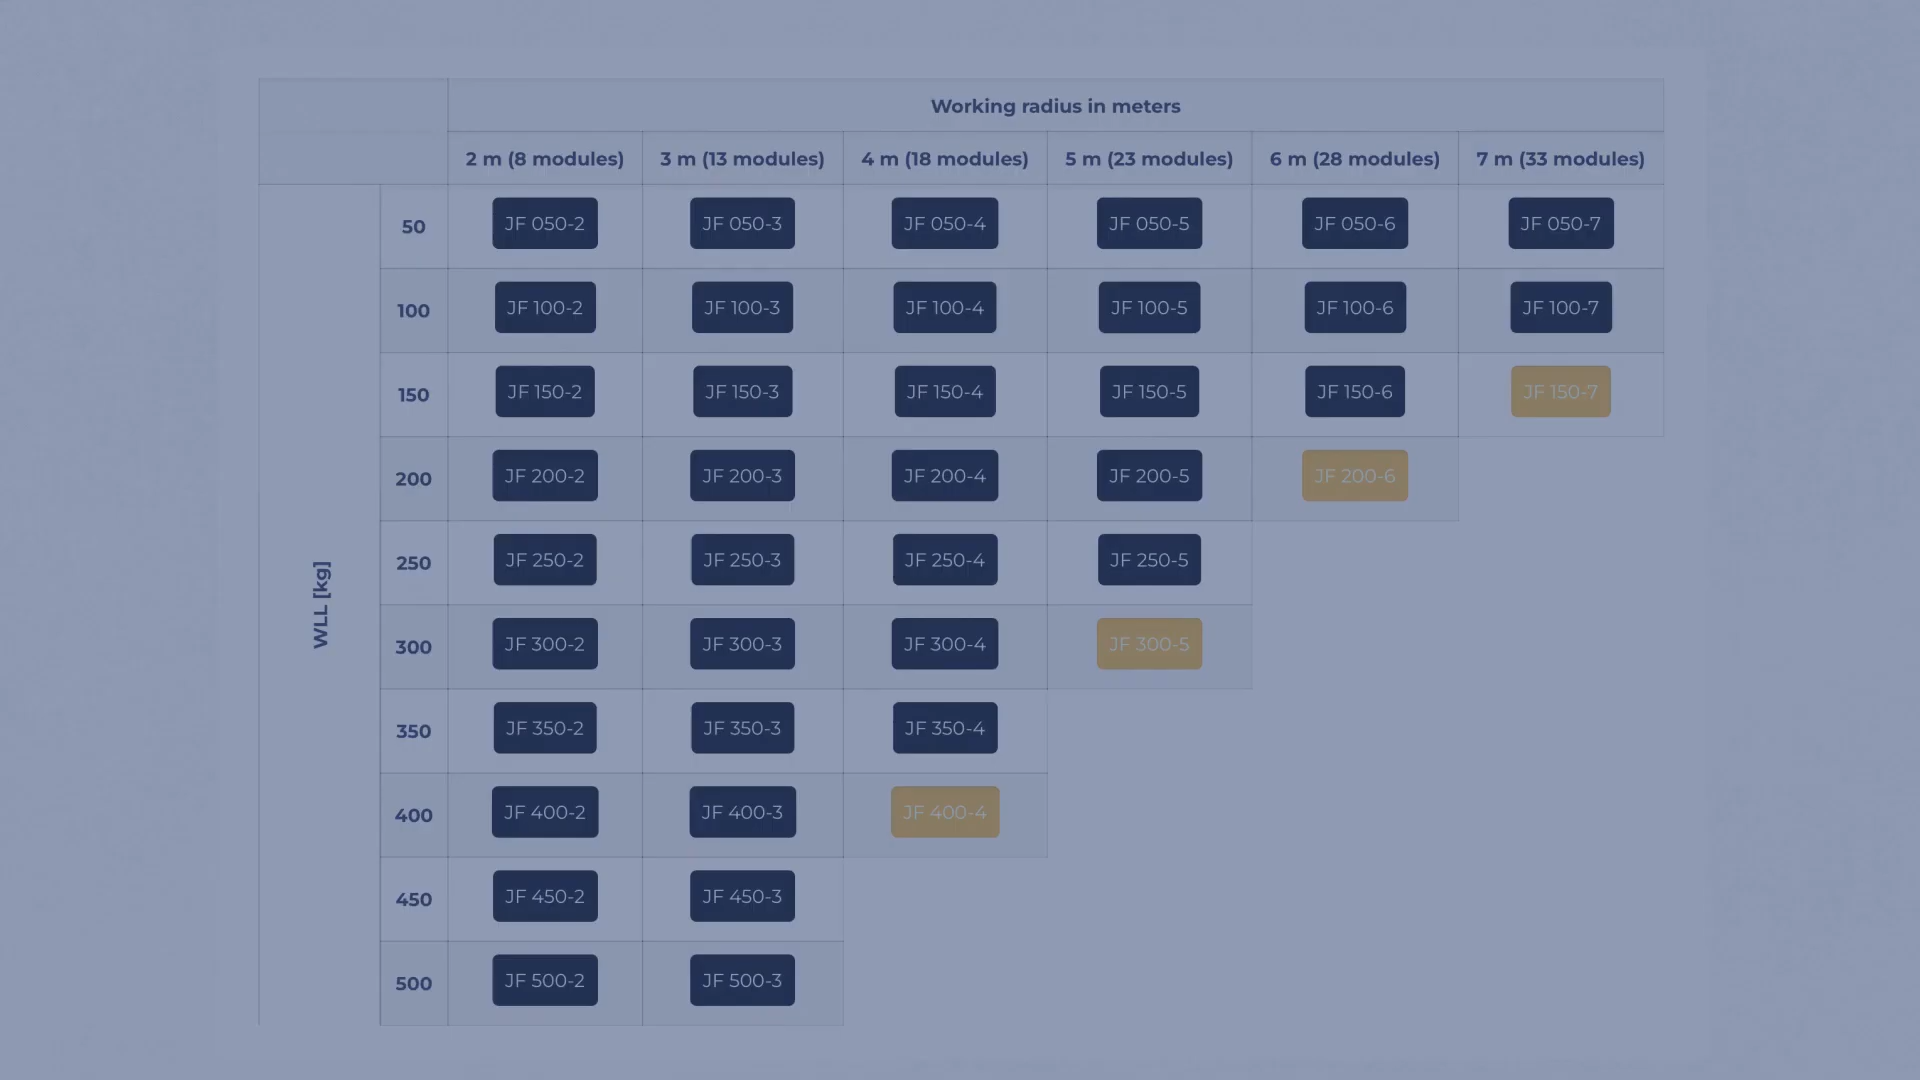 Working radius in meters
2 m (8 modules) 3 m (13 modules) 4 m (18 modules) 5 m (23 modules) 6 m (28 modules) 7 m (33 modules)
WLL [kg]
50 JF 050-2 JF 050-3 JF 050-4 JF 050-5 JF 050-6 JF 050-7
100 JF 100-2 JF 100-3 JF 100-4 JF 100-5 JF 100-6 JF 100-7
150 JF 150-2 JF 150-3 JF 150-4 JF 150-5 JF 150-6 JF 150-7
200 JF 200-2 JF 200-3 JF 200-4 JF 200-5 JF 200-6
250 JF 250-2 JF 250-3 JF 250-4 JF 250-5
300 JF 300-2 JF 300-3 JF 300-4 JF 300-5
350 JF 350-2 JF 350-3 JF 350-4
400 JF 400-2 JF 400-3 JF 400-4
450 JF 450-2 JF 450-3
500 JF 500-2 JF 500-3